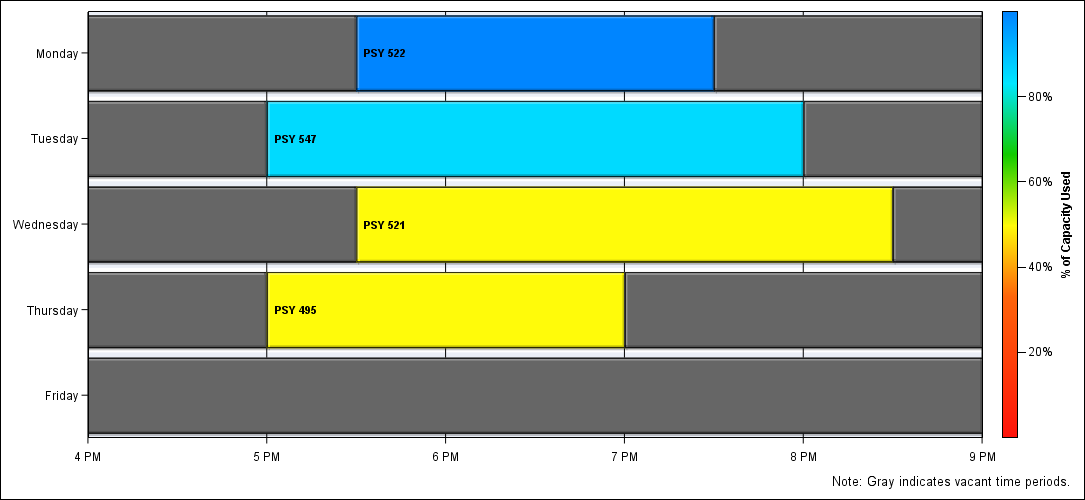 Monday
PSY 522
Tuesday
PSY 547
Wednesday
PSY 521
Thursday
PSY 495
Friday
4 PM 5 PM 6 PM 7 PM 8 PM 9 PM
80%
60%
40%
20%
% of Capacity Used
Note: Gray indicates vacant time periods.